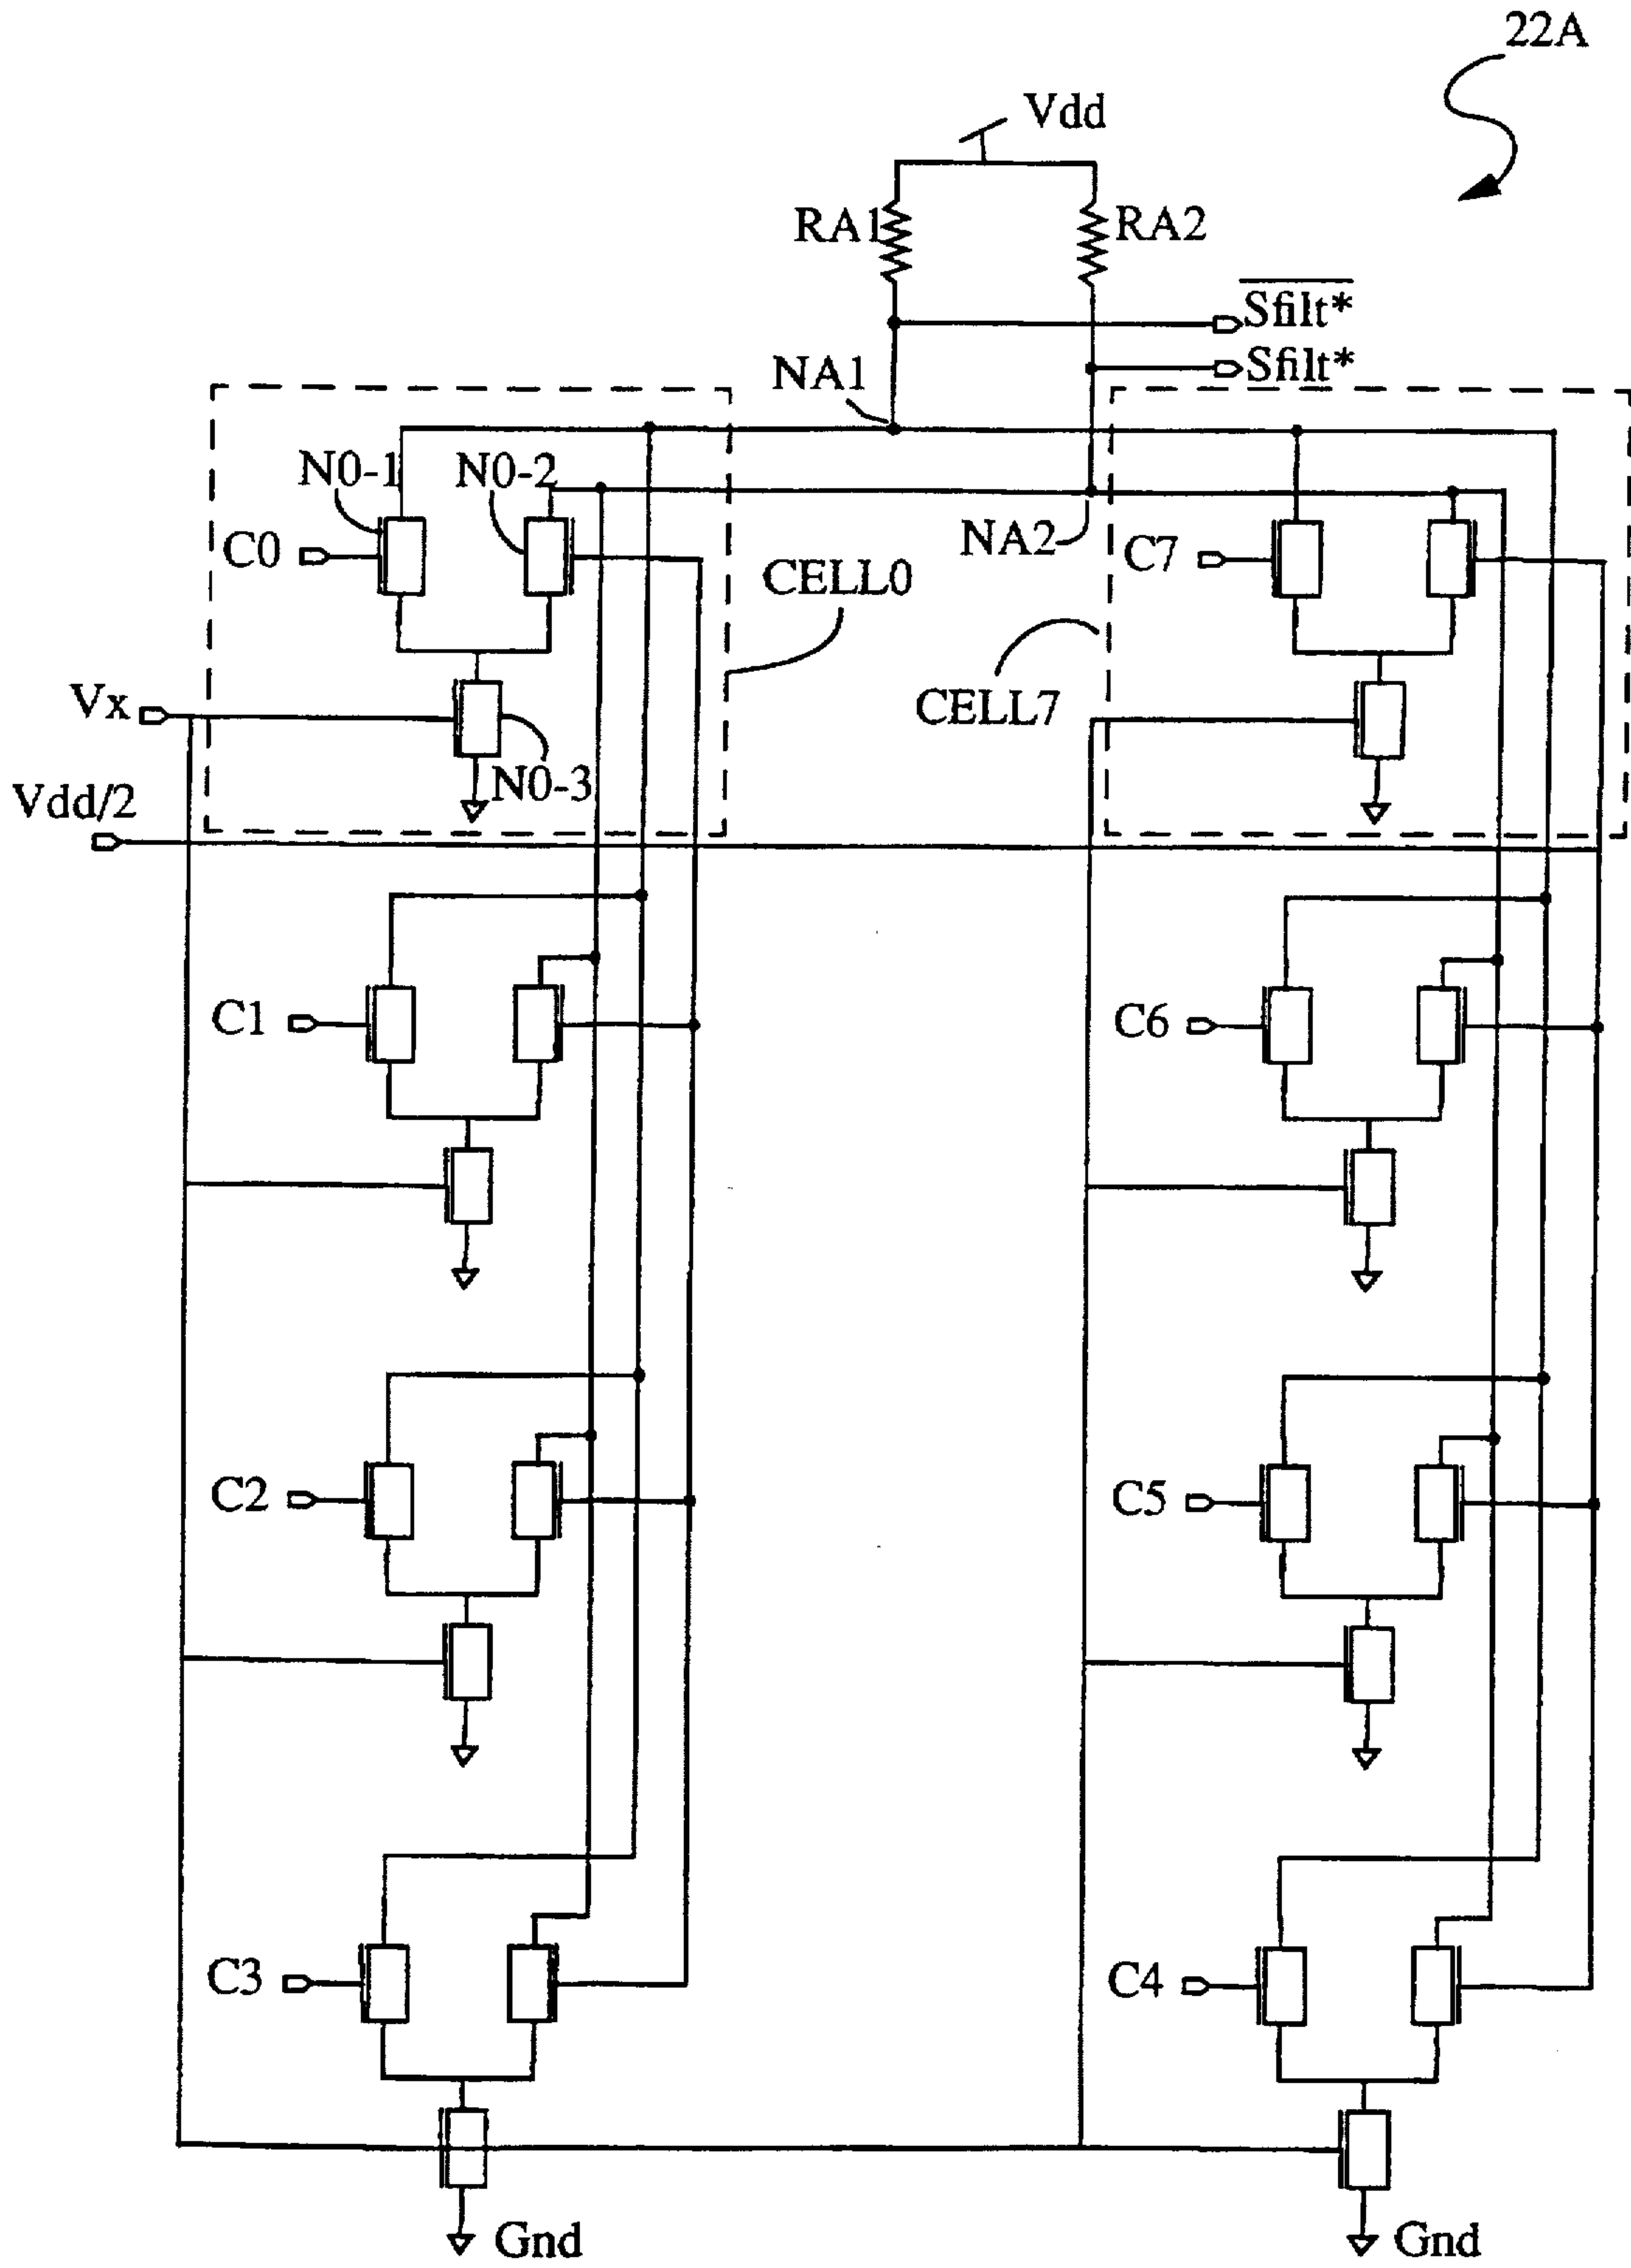 22A
Vdd
RA1
RA2
Sfilt*
Sfilt*
NA1
N0-1
N0-2
C0
NA2
C7
CELL0
Vx
CELL7
N0-3
Vdd/2
C1
C6
C2
C5
C3
C4
Gnd
Gnd